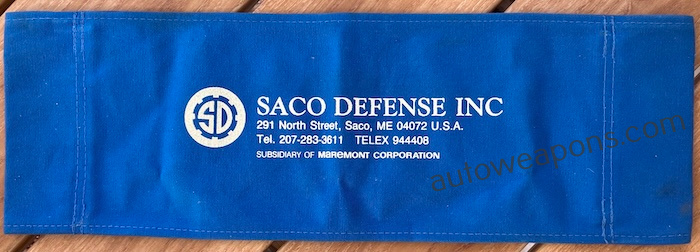 SD
SACO DEFENSE INC
291 North Street, Saco, ME 04072 U.S.A.
Tel. 207-283-3611 TELEX 944408
SUBSIDIARY OF MAREMONT CORPORATION
autoweapons.com